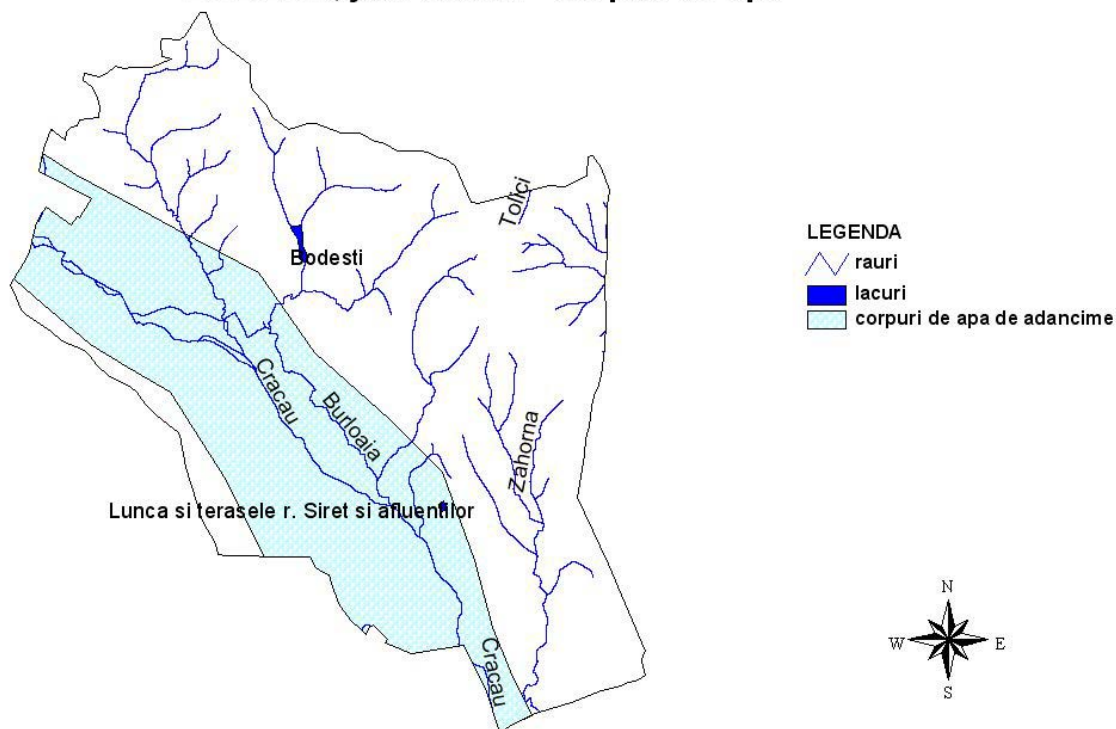 Tolici
Bodesti
Cracau
Burloaia
Zahorna
Lunca si terasele r. Siret si afluentilor
Cracau
LEGENDA
rauri
lacuri
corpuri de apa de adancime
N
W
E
S